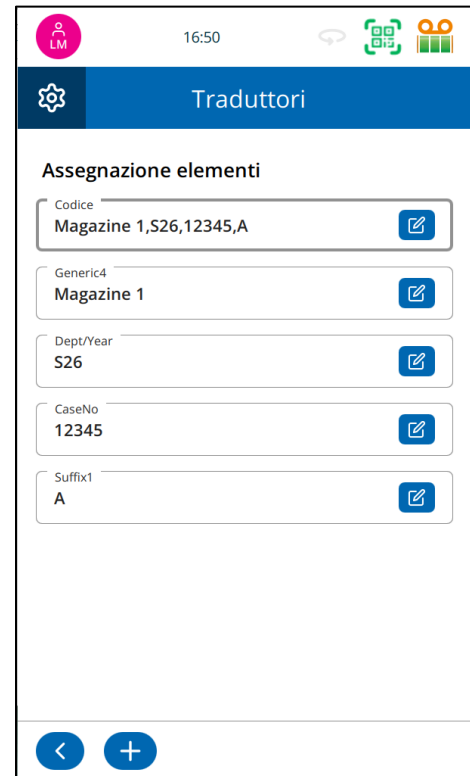 LM
16:50
Traduttori
Assegnazione elementi
Codice
Magazine 1,S26,12345,A
Generic4
Magazine 1
Dept/Year
S26
CaseNo
12345
Suffix1
A